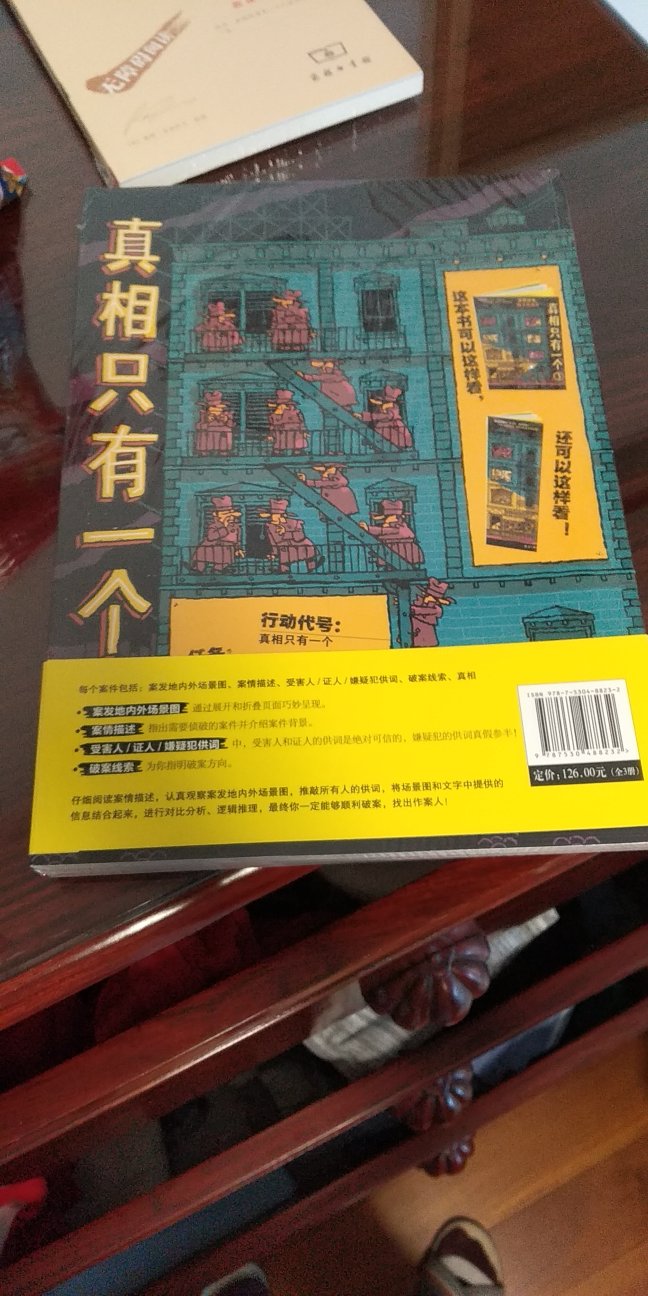 商务印书馆
真相只有一个
这本书可以这样看,
真相只有一个①
还可以这样看!
行动代号:
真相只有一个
任务:
每个案件包括：案发地内外场景图、案情描述、受害人/证人/嫌疑犯供词、破案线索、真相
• 案发地内外场景图 通过展开和折叠页面巧妙呈现。
• 案情描述 指出需要侦破的案件并介绍案件背景。
• 受害人/证人/嫌疑犯供词 中，受害人和证人的供词是绝对可信的，嫌疑犯的供词真假参半！
• 破案线索 为你指明破案方向。
仔细阅读案情描述，认真观察案发地内外场景图，推敲所有人的供词，将场景图和文字中提供的
信息结合起来，进行对比分析、逻辑推理，最终你一定能够顺利破案，找出作案人！
ISBN 978-7-5304-8823-2
9 787530 488232 >
定价：126.00元（全3册）